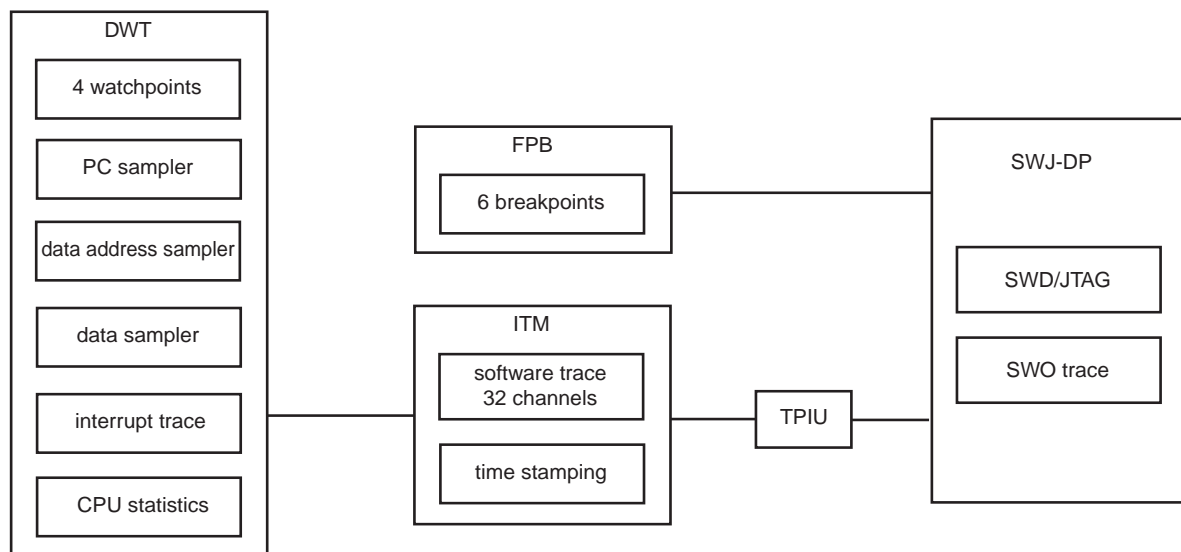 DWT
4 watchpoints
PC sampler
data address sampler
data sampler
interrupt trace
CPU statistics
FPB
6 breakpoints
ITM
software trace
32 channels
time stamping
TPIU
SWJ-DP
SWD/JTAG
SWO trace